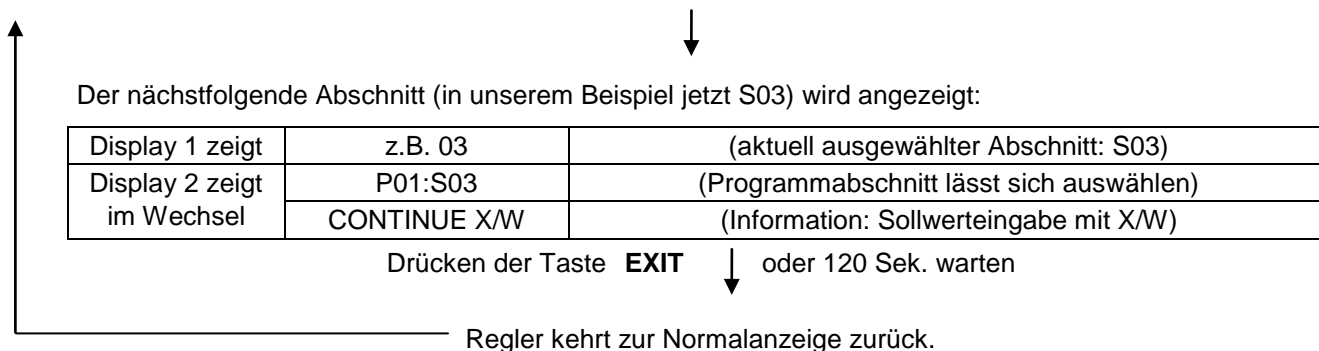 Der nächstfolgende Abschnitt (in unserem Beispiel jetzt S03) wird angezeigt:
Display 1 zeigt z.B. 03 (aktuell ausgewählter Abschnitt: S03)
Display 2 zeigt P01:S03 (Programmabschnitt lässt sich auswählen)
im Wechsel CONTINUE X/W (Information: Sollwerteingabe mit X/W)
Drücken der Taste EXIT oder 120 Sek. warten
Regler kehrt zur Normalanzeige zurück.